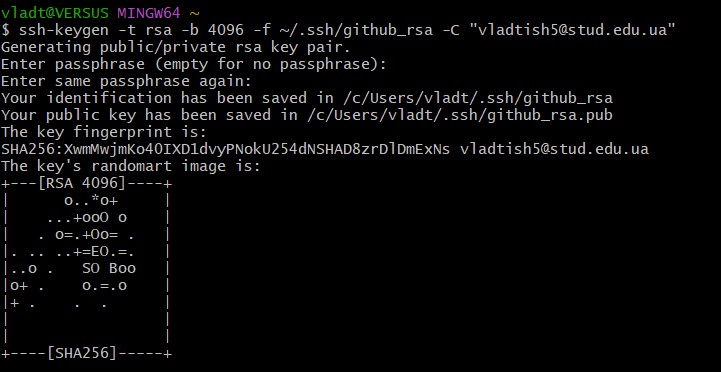 vladt@VERSUS MINGW64 ~
$ ssh-keygen -t rsa -b 4096 -f ~/.ssh/github_rsa -C "vladtish5@stud.edu.ua"
Generating public/private rsa key pair.
Enter passphrase (empty for no passphrase):
Enter same passphrase again:
Your identification has been saved in /c/Users/vladt/.ssh/github_rsa
Your public key has been saved in /c/Users/vladt/.ssh/github_rsa.pub
The key fingerprint is:
SHA256:XwmMwjmKo4OIXD1dvyPNokU254dNSHAD8zrDlDmExNs vladtish5@stud.edu.ua
The key's randomart image is:
+---[RSA 4096]----+
|      o..*o+     |
|    ...+ooO o    |
|   . o=.+Oo= .   |
|. .. ..+=EO.=.   |
|..o .   SO Boo   |
|o+ .     o.=.o   |
|+ .    .  .      |
|                 |
|                 |
+----[SHA256]-----+